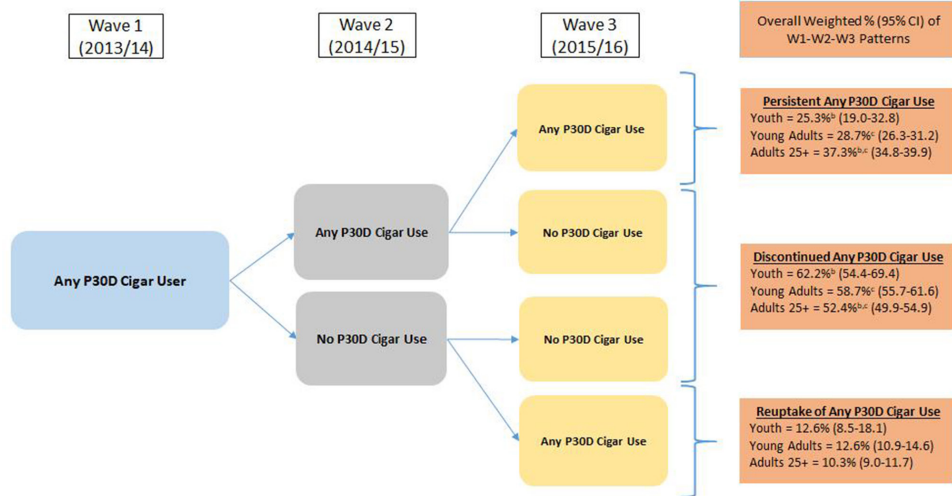 Wave 1
(2013/14)
Wave 2
(2014/15)
Wave 3
(2015/16)
Overall Weighted % (95% CI) of
W1-W2-W3 Patterns
Any P30D Cigar User
Any P30D Cigar Use
No P30D Cigar Use
Any P30D Cigar Use
No P30D Cigar Use
No P30D Cigar Use
Any P30D Cigar Use
Persistent Any P30D Cigar Use
Youth = 25.3%ᵇ (19.0-32.8)
Young Adults = 28.7%ᶜ (26.3-31.2)
Adults 25+ = 37.3%ᵇ,ᶜ (34.8-39.9)
Discontinued Any P30D Cigar Use
Youth = 62.2%ᵇ (54.4-69.4)
Young Adults = 58.7%ᶜ (55.7-61.6)
Adults 25+ = 52.4%ᵇ,ᶜ (49.9-54.9)
Reuptake of Any P30D Cigar Use
Youth = 12.6% (8.5-18.1)
Young Adults = 12.6% (10.9-14.6)
Adults 25+ = 10.3% (9.0-11.7)